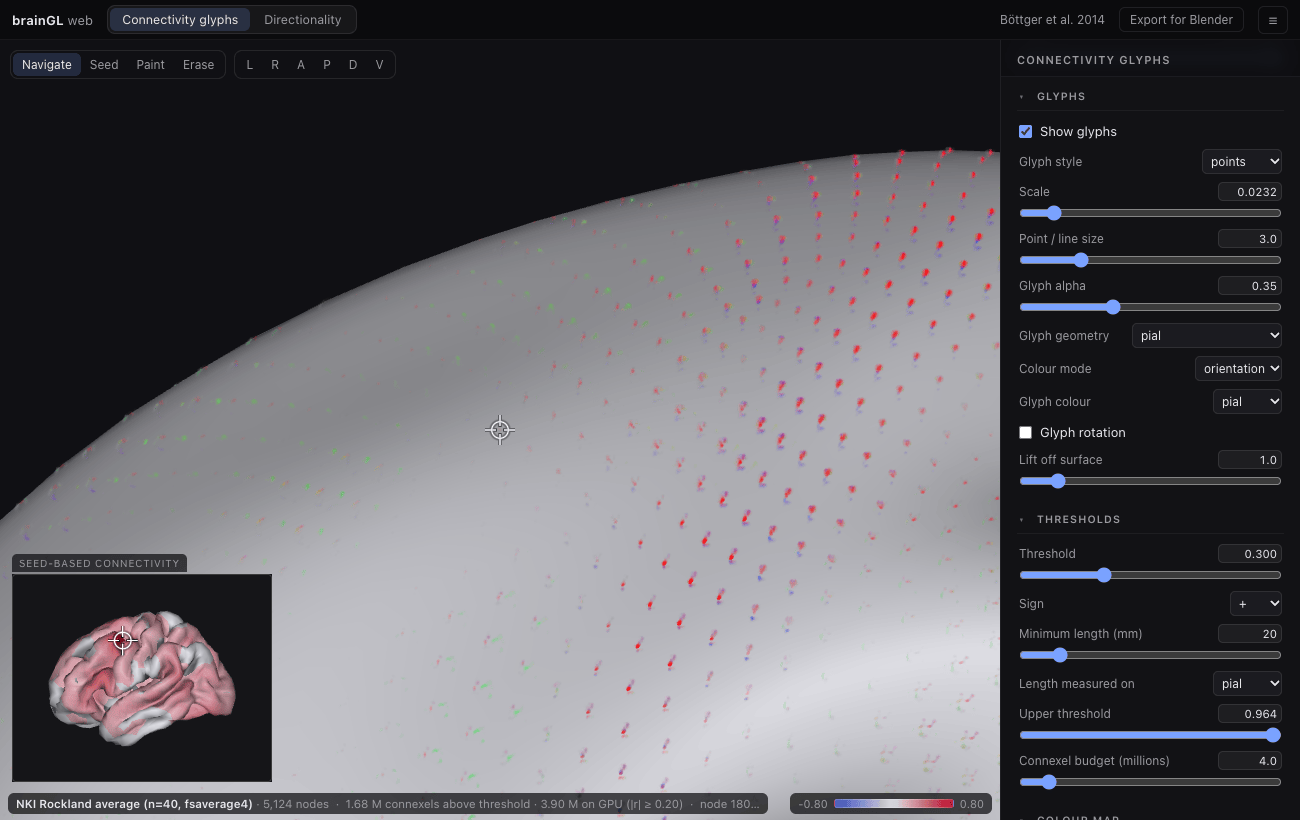 brainGL web
Connectivity glyphs
Directionality
Böttger et al. 2014
Export for Blender
Navigate Seed Paint Erase
L R A P D V
CONNECTIVITY GLYPHS
GLYPHS
Show glyphs
Glyph style points
Scale 0.0232
Point / line size 3.0
Glyph alpha 0.35
Glyph geometry pial
Colour mode orientation
Glyph colour pial
Glyph rotation
Lift off surface 1.0
THRESHOLDS
Threshold 0.300
Sign +
Minimum length (mm) 20
Length measured on pial
Upper threshold 0.964
Connexel budget (millions) 4.0
COLOUR MAP
SEED-BASED CONNECTIVITY
NKI Rockland average (n=40, fsaverage4) · 5,124 nodes · 1.68 M connexels above threshold · 3.90 M on GPU (|r| ≥ 0.20) · node 180…
-0.80 0.80